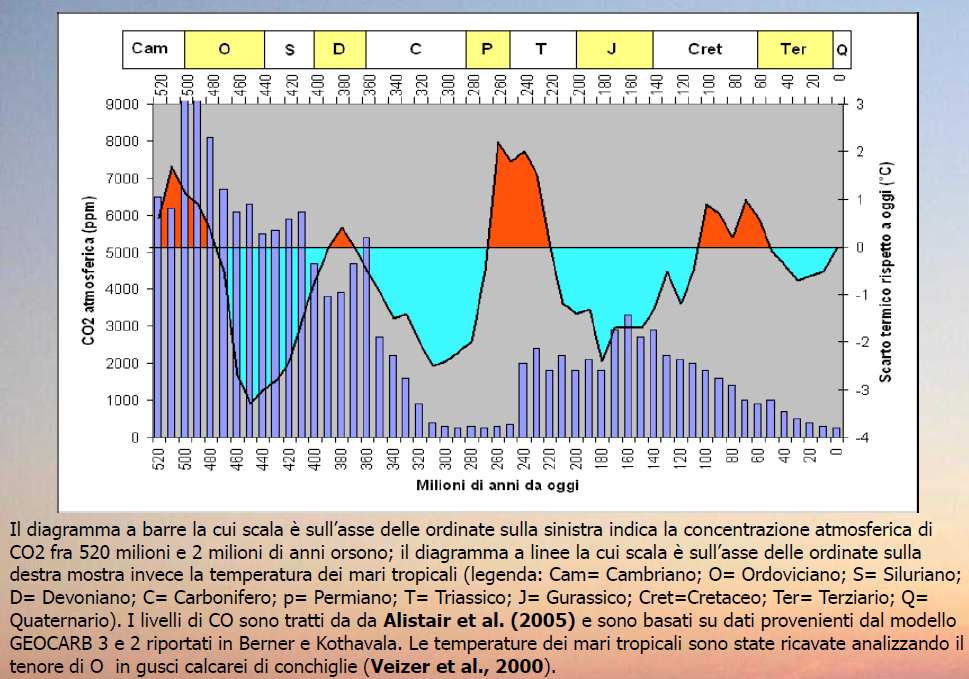 Cam O S D C P T J Cret Ter Q
520 500 480 460 440 420 400 380 360 340 320 300 280 260 240 220 200 180 160 140 120 100 80 60 40 20 0
9000
8000
7000
6000
5000
4000
3000
2000
1000
0
CO2 atmosferica (ppm)
3
2
1
0
-1
-2
-3
-4
Scarto termico rispetto a oggi (°C)
520 500 480 460 440 420 400 380 360 340 320 300 280 260 240 220 200 180 160 140 120 100 80 60 40 20 0
Milioni di anni da oggi
Il diagramma a barre la cui scala è sull'asse delle ordinate sulla sinistra indica la concentrazione atmosferica di
CO2 fra 520 milioni e 2 milioni di anni orsono; il diagramma a linee la cui scala è sull'asse delle ordinate sulla
destra mostra invece la temperatura dei mari tropicali (legenda: Cam= Cambriano; O= Ordoviciano; S= Siluriano;
D= Devoniano; C= Carbonifero; p= Permiano; T= Triassico; J= Gurassico; Cret=Cretaceo; Ter= Terziario; Q=
Quaternario). I livelli di CO sono tratti da da Alistair et al. (2005) e sono basati su dati provenienti dal modello
GEOCARB 3 e 2 riportati in Berner e Kothavala. Le temperature dei mari tropicali sono state ricavate analizzando il
tenore di O in gusci calcarei di conchiglie (Veizer et al., 2000).